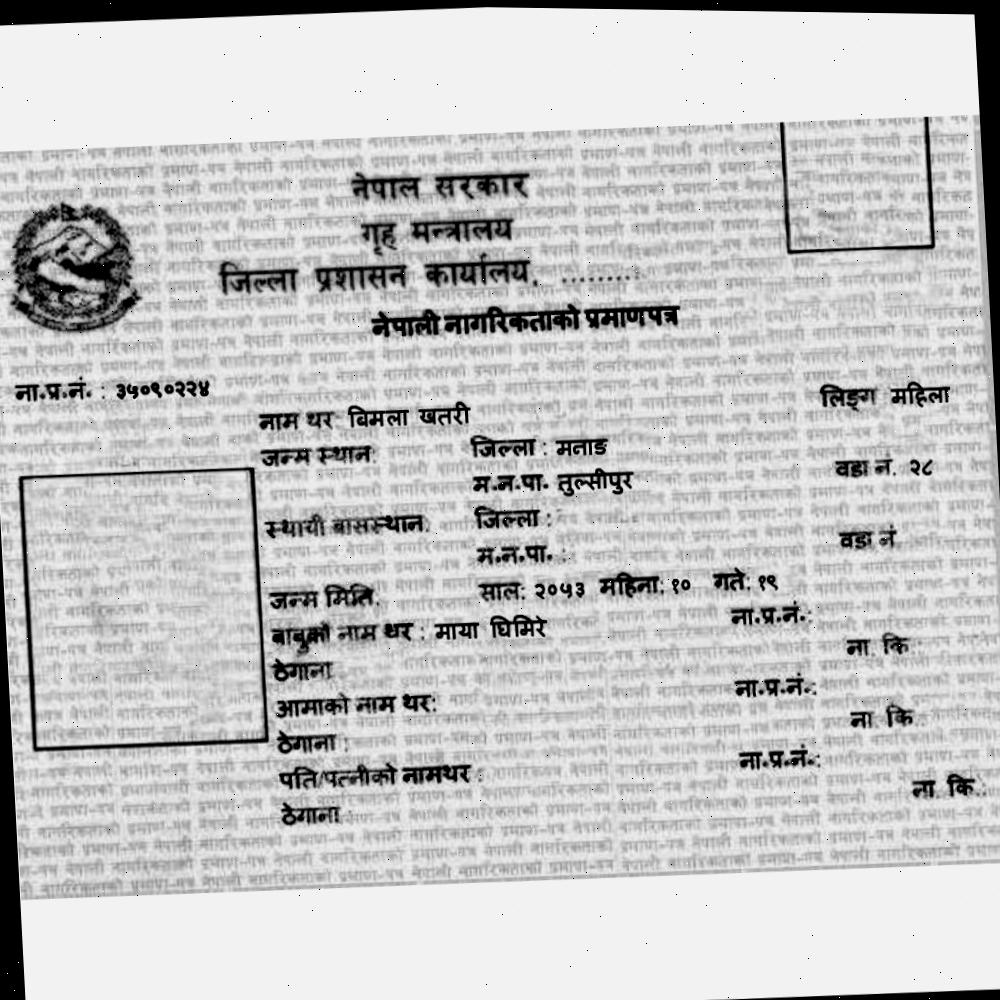 नेपाल सरकार
गृह मन्त्रालय
जिल्ला प्रशासन कार्यालय, .........
नेपाली नागरिकताको प्रमाणपत्र
ना.प्र.नं. : ३५०९०२२४
लिङ्ग महिला
नाम थर बिमला खतरी
जन्म स्थान: जिल्ला : मनाङ
म.न.पा. तुल्सीपुर वडा नं. २८
स्थायी बासस्थान: जिल्ला :
म.न.पा. : वडा नं
जन्म मिति: साल: २०५३ महिना: १० गते: १९
बाबुको नाम थर : माया घिमिरे ना.प्र.नं.:
ठेगाना ना. कि.:
आमाको नाम थर: ना.प्र.नं.:
ठेगाना : ना कि
पति/पत्नीको नामथर : ना.प्र.नं.:
ठेगाना : ना. कि.: